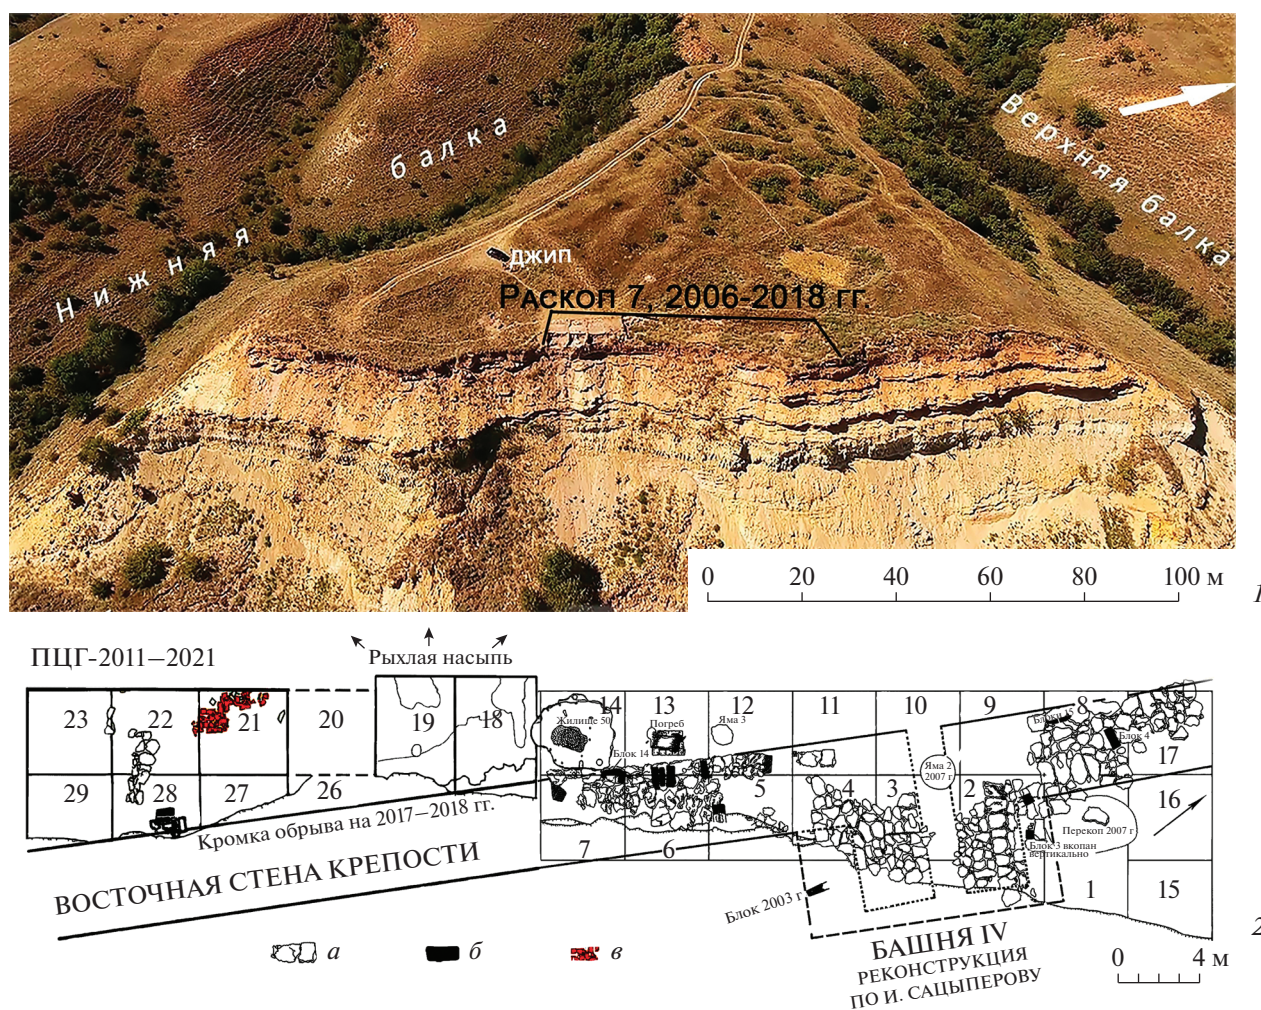 Нижняя балка
Верхняя балка
ДЖИП
Раскоп 7, 2006-2018 гг.
0 20 40 60 80 100 м
1
ПЦГ-2011–2021
Рыхлая насыпь
23 22 21 20 19 18 14 13 12 11 10 9 8
Жилище 50
Погреб
Яма 3
Блоки 15
Блок 4
17
Блок 14
Яма 2
2007 г
29 28 27 26 5 4 3 2 16
Кромка обрыва на 2017–2018 гг.
Перекоп 2007 г
Блок 3 вкопан
вертикально
7 6 1 15
ВОСТОЧНАЯ СТЕНА КРЕПОСТИ
Блок 2003 г
БАШНЯ IV
РЕКОНСТРУКЦИЯ
ПО И. САЦЫПЕРОВУ
а б в
0 4 м
2